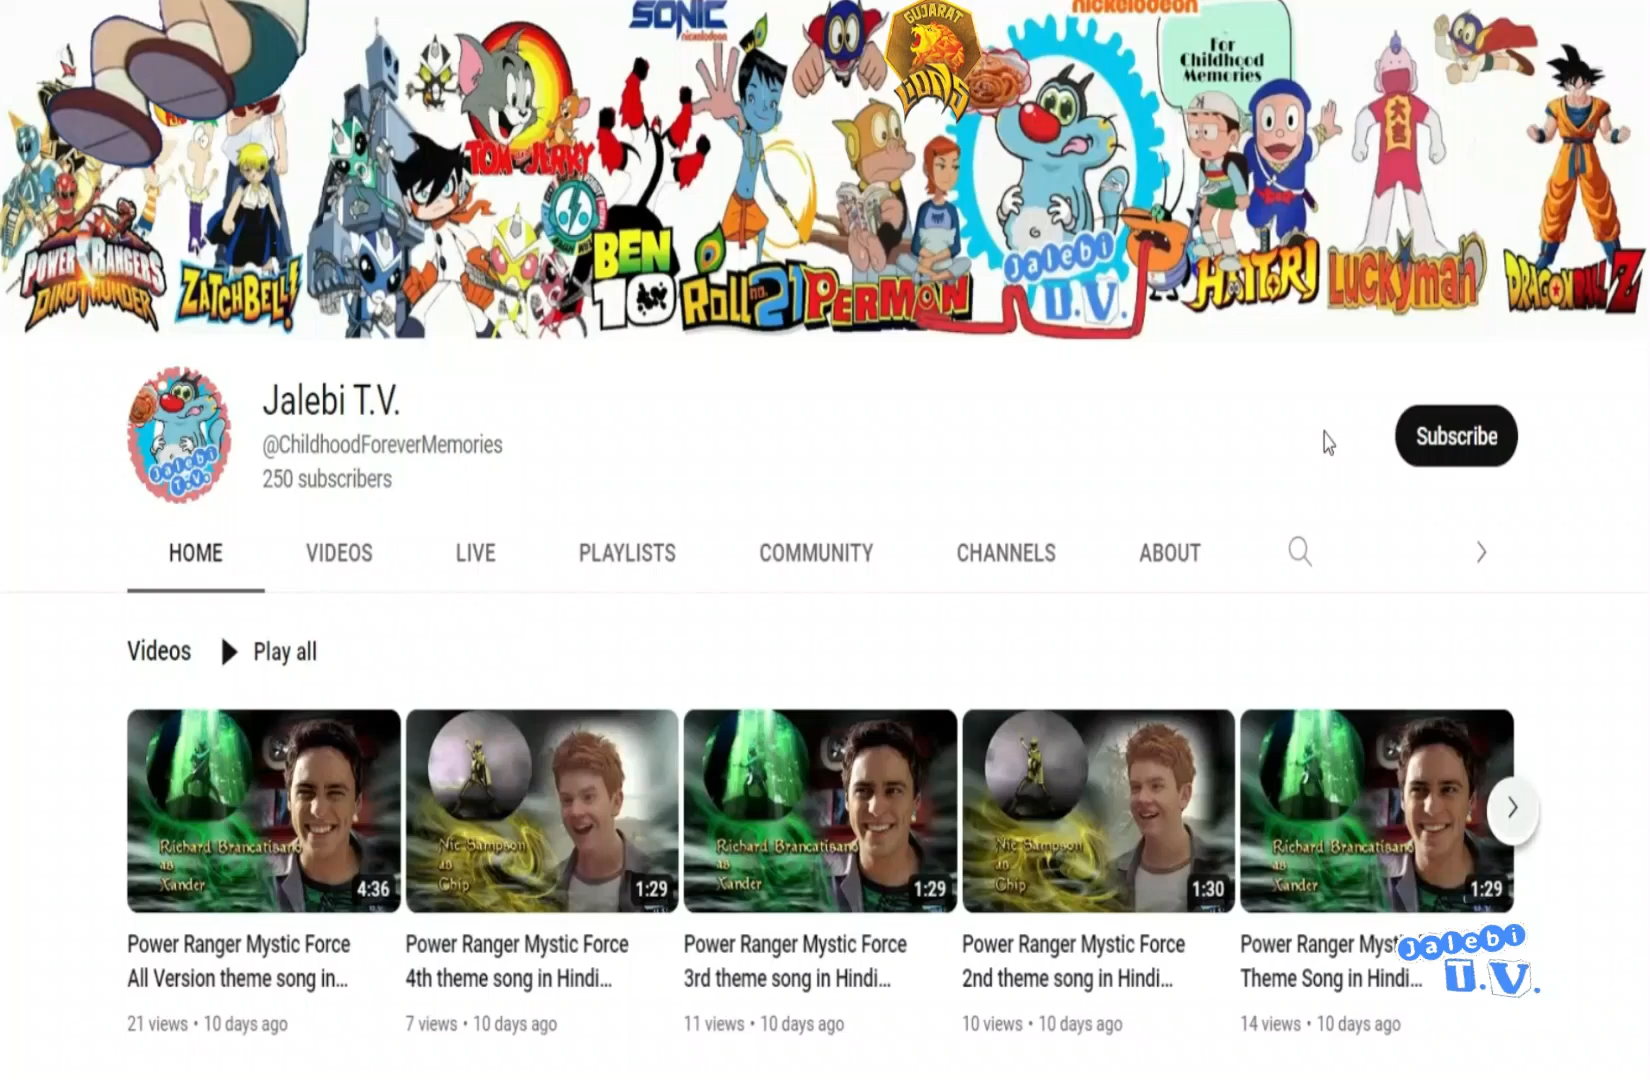 SONIC
nickelodeon
GUJARAT
LIONS
nickelodeon
For
Childhood
Memories
TOM and JERRY
POWER RANGERS
DINO THUNDER
ZATCHBELL!
BEN
10
Roll no. 21
PERMAN
Jalebi
T.V.
HATTORI
Luckyman
DRAGON BALL Z
大吉
Jalebi
T.V.
Jalebi T.V.
@ChildhoodForeverMemories
250 subscribers
Subscribe
HOME VIDEOS LIVE PLAYLISTS COMMUNITY CHANNELS ABOUT
Videos Play all
Richard Brancatisano
as
Xander
4:36
Nic Sampson
as
Chip
1:29
Richard Brancatisano
as
Xander
1:29
Nic Sampson
as
Chip
1:30
Richard Brancatisano
as
Xander
1:29
Power Ranger Mystic Force
All Version theme song in...
21 views • 10 days ago
Power Ranger Mystic Force
4th theme song in Hindi...
7 views • 10 days ago
Power Ranger Mystic Force
3rd theme song in Hindi...
11 views • 10 days ago
Power Ranger Mystic Force
2nd theme song in Hindi...
10 views • 10 days ago
Power Ranger Myst
Theme Song in Hindi...
14 views • 10 days ago
Jalebi
T.V.